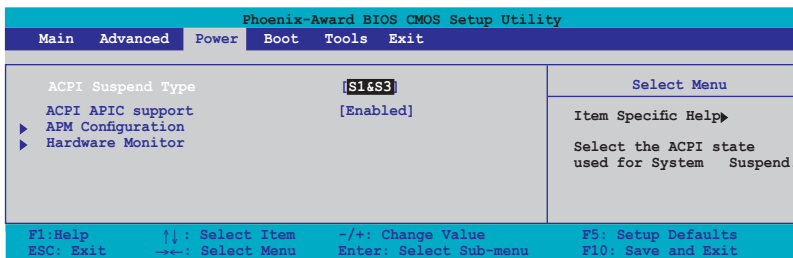 Phoenix-Award BIOS CMOS Setup Utility
Main Advanced Power Boot Tools Exit
ACPI Suspend Type [S1&S3]
ACPI APIC support [Enabled]
▶ APM Configuration
▶ Hardware Monitor
Select Menu
Item Specific Help▶
Select the ACPI state
used for System Suspend
F1:Help ↑↓: Select Item -/+: Change Value F5: Setup Defaults
ESC: Exit →←: Select Menu Enter: Select Sub-menu F10: Save and Exit